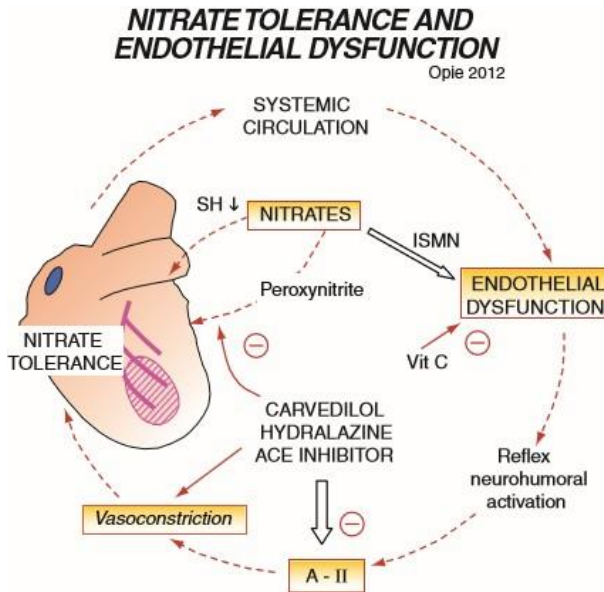 NITRATE TOLERANCE AND
ENDOTHELIAL DYSFUNCTION
Opie 2012
SYSTEMIC
CIRCULATION
SH ↓
NITRATES
ISMN
Peroxynitrite
ENDOTHELIAL
DYSFUNCTION
NITRATE
TOLERANCE
Vit C
CARVEDILOL
HYDRALAZINE
ACE INHIBITOR
Reflex
neurohumoral
activation
Vasoconstriction
A - II